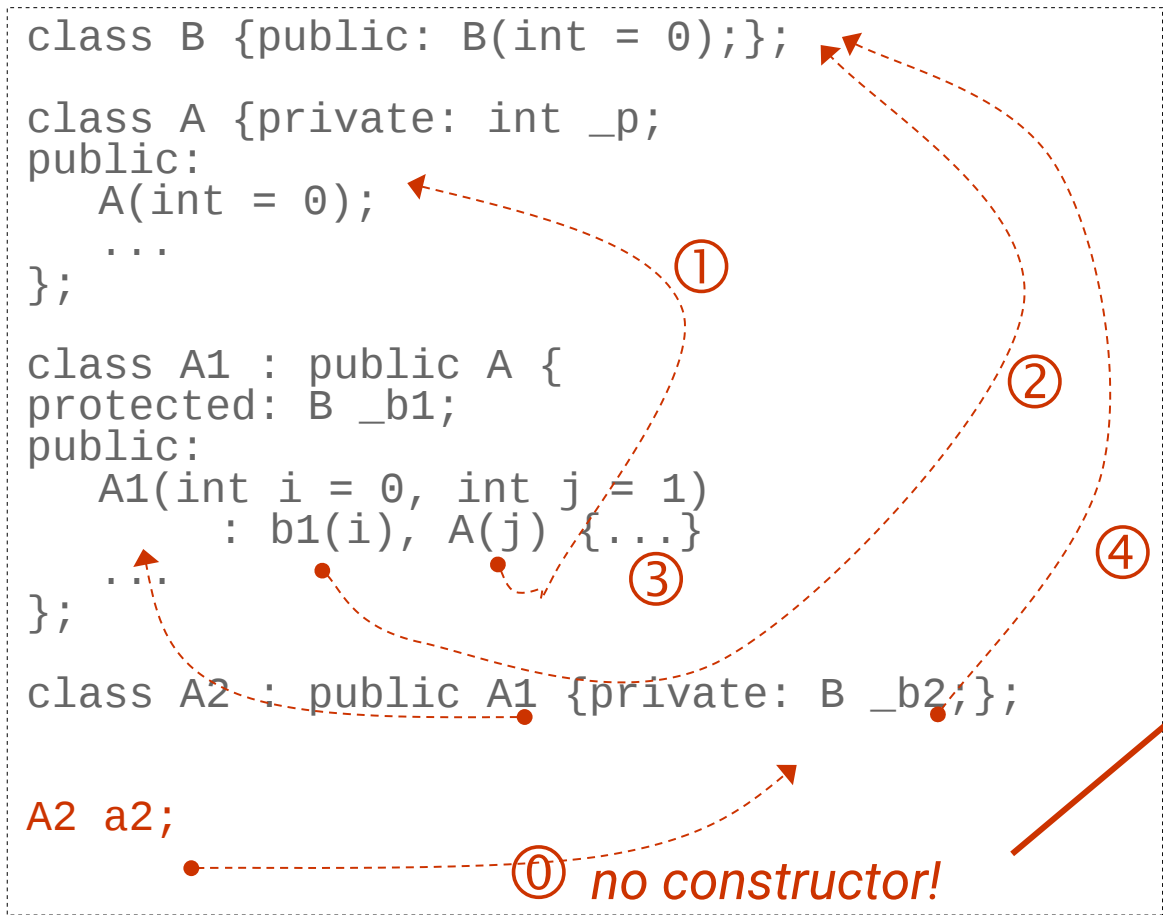 class B {public: B(int = 0);};
class A {private: int _p;
public:
A(int = 0);
...
};
①
class A1 : public A {
②
protected: B _b1;
public:
A1(int i = 0, int j = 1)
: b1(i), A(j) {...}
④
...
③
};
class A2 : public A1 {private: B _b2;};
A2 a2;
⓪ no constructor!